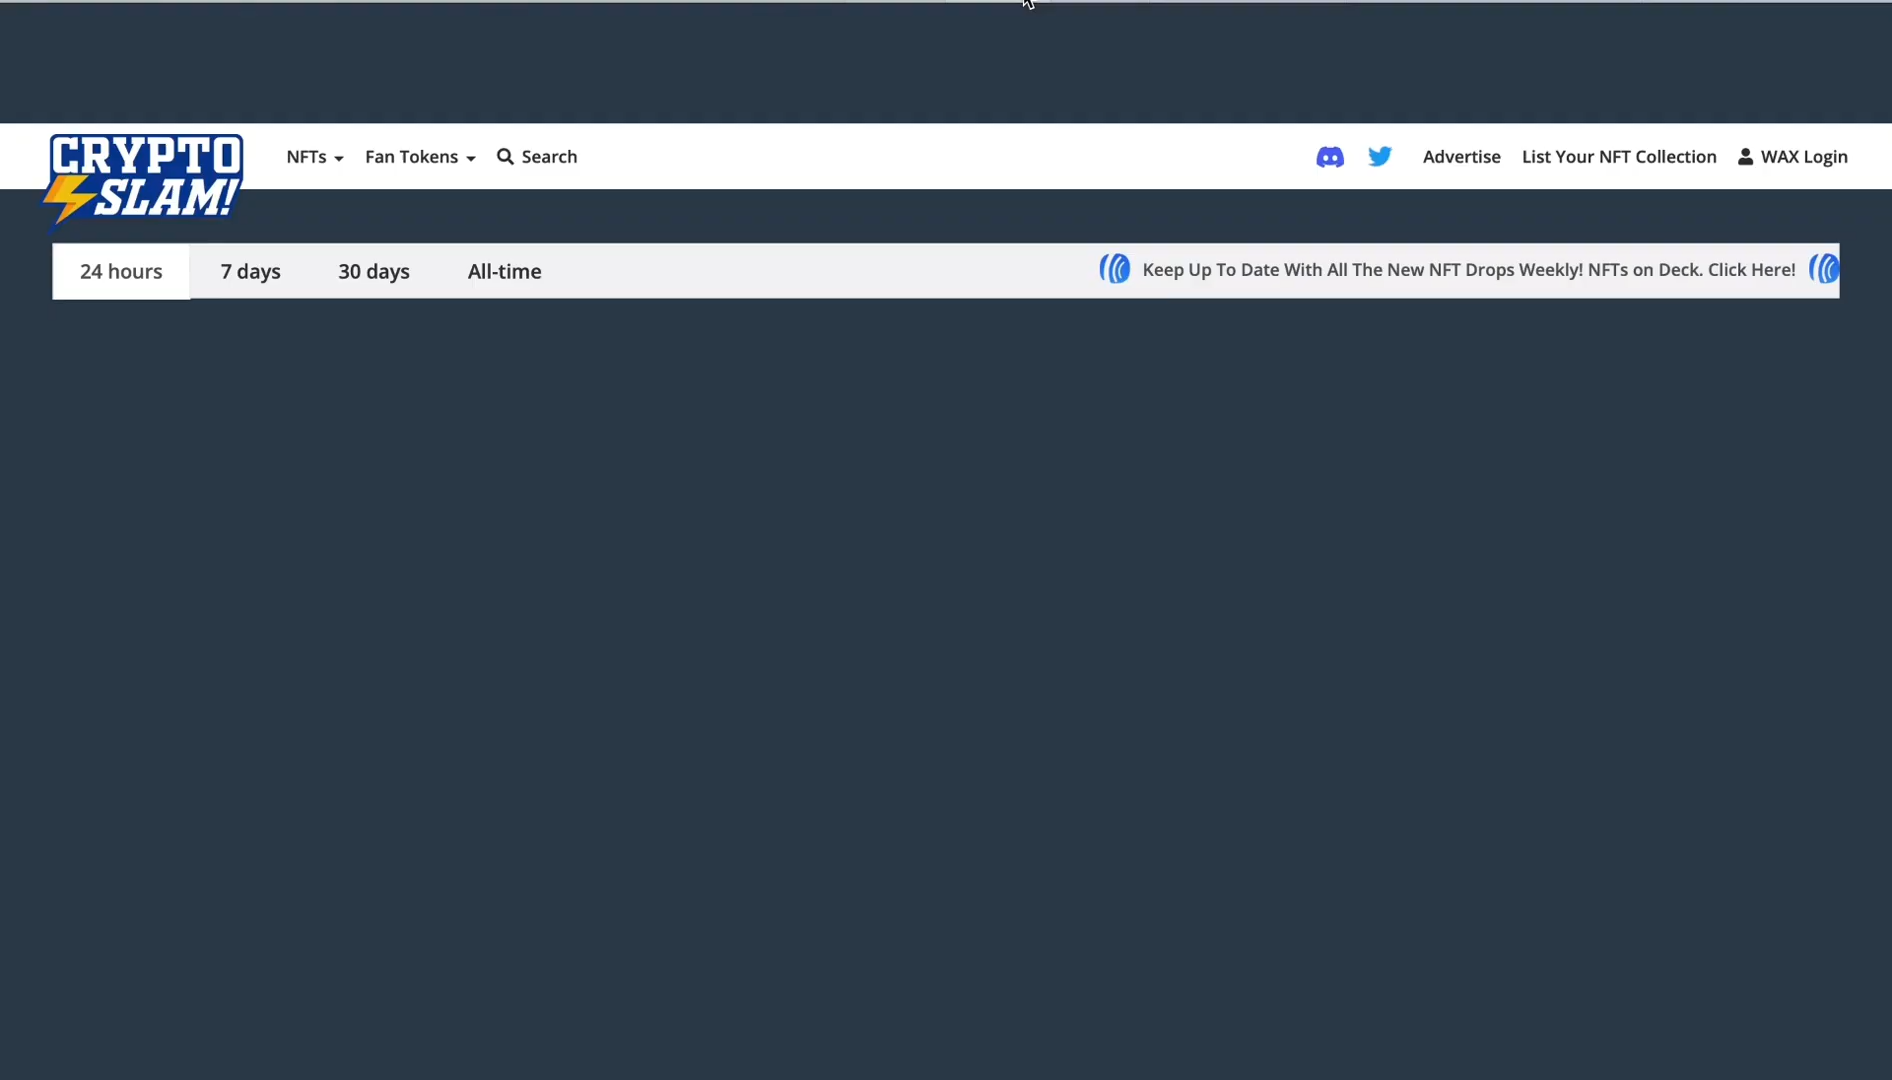 CRYPTO
SLAM!
NFTs
Fan Tokens
Search
Advertise
List Your NFT Collection
WAX Login
24 hours
7 days
30 days
All-time
Keep Up To Date With All The New NFT Drops Weekly! NFTs on Deck. Click Here!